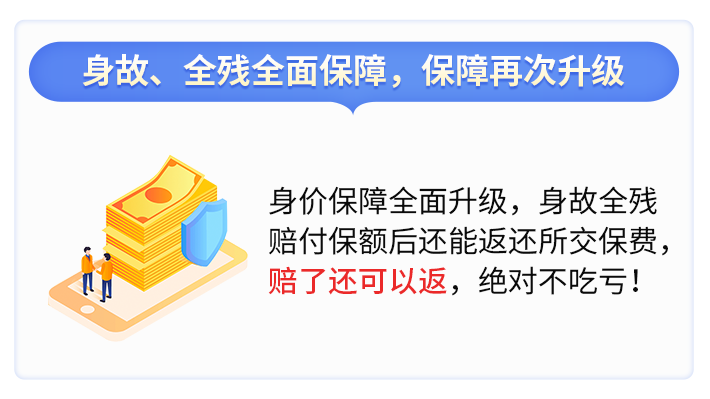 身故、全残全面保障，保障再次升级
身价保障全面升级，身故全残
赔付保额后还能返还所交保费，
赔了还可以返，绝对不吃亏！